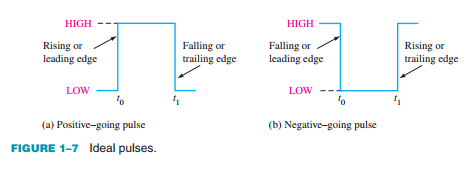 HIGH
Rising or
leading edge
Falling or
trailing edge
LOW
t0
t1
(a) Positive–going pulse
HIGH
Falling or
leading edge
Rising or
trailing edge
LOW
t0
t1
(b) Negative–going pulse
FIGURE 1–7 Ideal pulses.